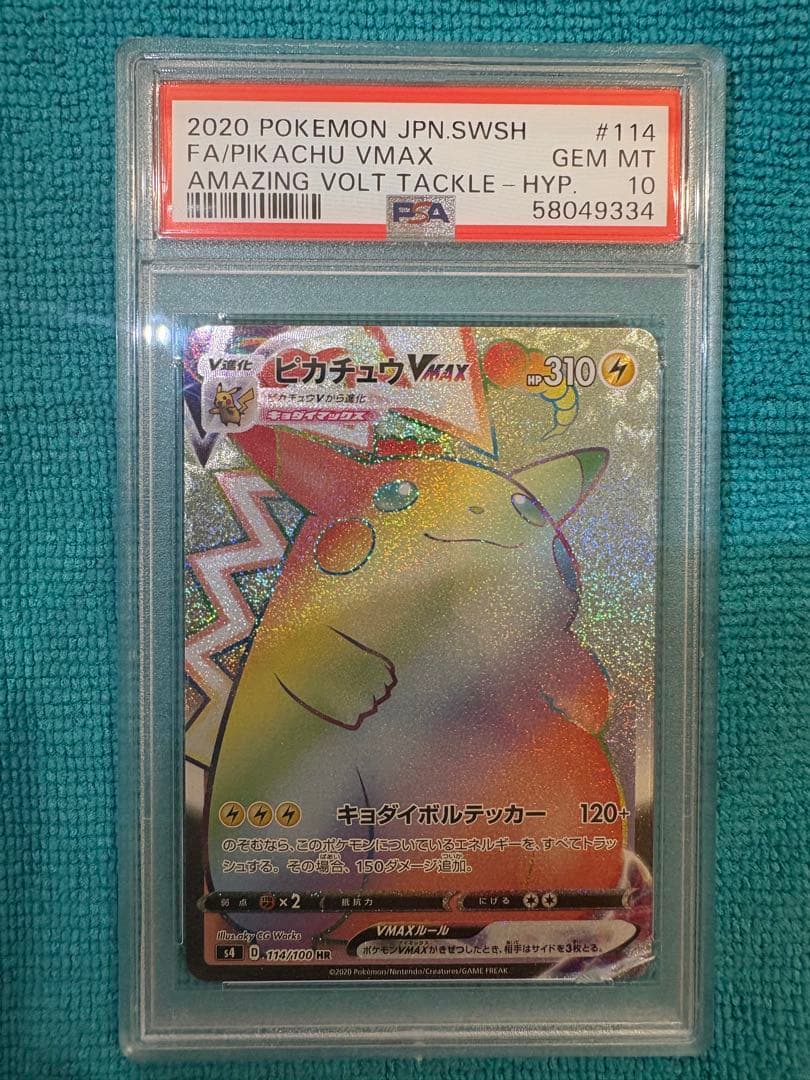 2020 POKEMON JPN.SWSH #114
FA/PIKACHU VMAX GEM MT
AMAZING VOLT TACKLE-HYP. 10
PSA 58049334
V進化 ピカチュウVMAX HP310
ピカチュウVから進化
キョダイマックス
キョダイボルテッカー 120+
のぞむなら、このポケモンについているエネルギーを、すべてトラッ
シュする。その場合、150ダメージ追加。
弱点 ×2 抵抗力 にげる
Illus.aky CG Works VMAXルール
ポケモンVMAXがきぜつしたとき、相手はサイドを3枚とる。
s4 D 114/100 HR
©2020 Pokémon/Nintendo/Creatures/GAME FREAK